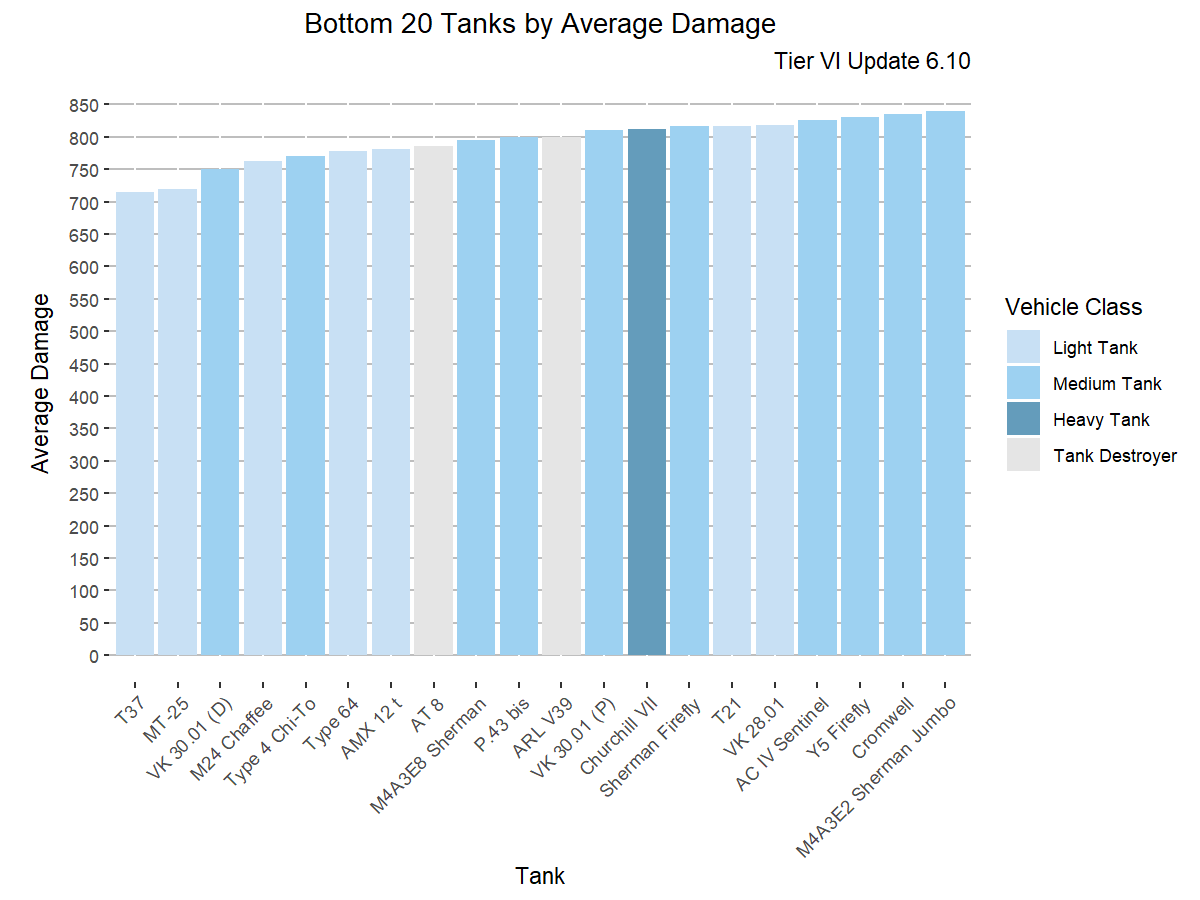 Bottom 20 Tanks by Average Damage
Tier VI Update 6.10
Average Damage
850
800
750
700
650
600
550
500
450
400
350
300
250
200
150
100
50
0
T37
MT-25
VK 30.01 (D)
M24 Chaffee
Type 4 Chi-To
Type 64
AMX 12 t
AT 8
M4A3E8 Sherman
P.43 bis
ARL V39
VK 30.01 (P)
Churchill VII
Sherman Firefly
T21
VK 28.01
AC IV Sentinel
Y5 Firefly
Cromwell
M4A3E2 Sherman Jumbo
Tank
Vehicle Class
Light Tank
Medium Tank
Heavy Tank
Tank Destroyer